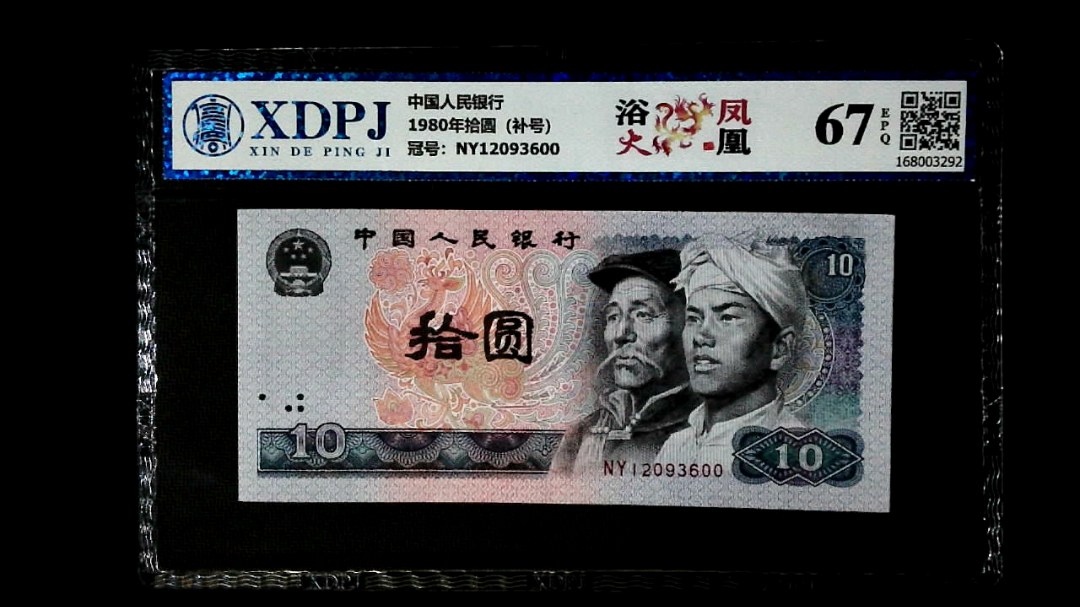 XDPJ
XIN DE PING JI
中国人民银行
1980年拾圆（补号）
冠号：NY12093600
浴火
凤凰
67
EPQ
168003292
中国人民银行
10
拾圆
10
NY12093600
10
XDPJ
XDPJ